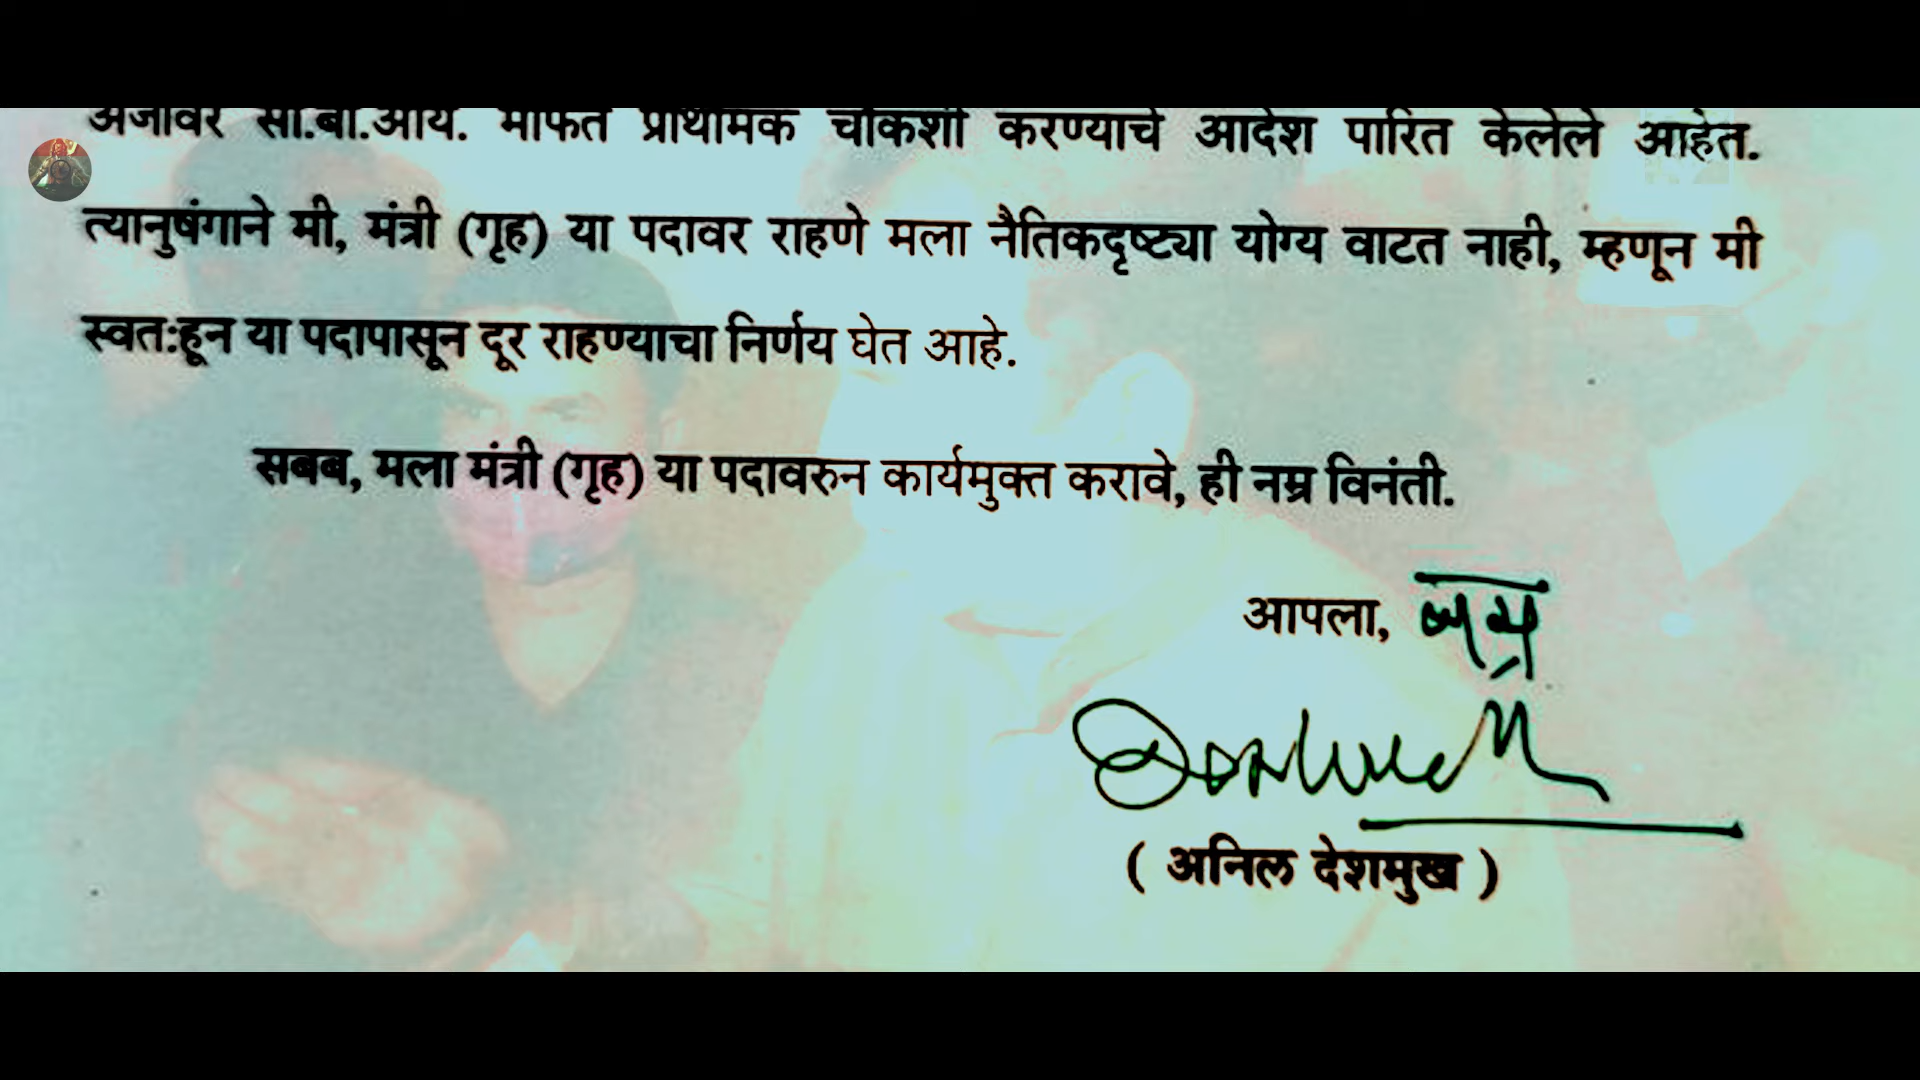 अर्जावर सी.बी.आय. मार्फत प्राथमिक चौकशी करण्याचे आदेश पारित केलेले आहेत.
त्यानुषंगाने मी, मंत्री (गृह) या पदावर राहणे मला नैतिकदृष्ट्या योग्य वाटत नाही, म्हणून मी
स्वत:हून या पदापासून दूर राहण्याचा निर्णय घेत आहे.
सबब, मला मंत्री (गृह) या पदावरुन कार्यमुक्त करावे, ही नम्र विनंती.
आपला, नम्र
( अनिल देशमुख )